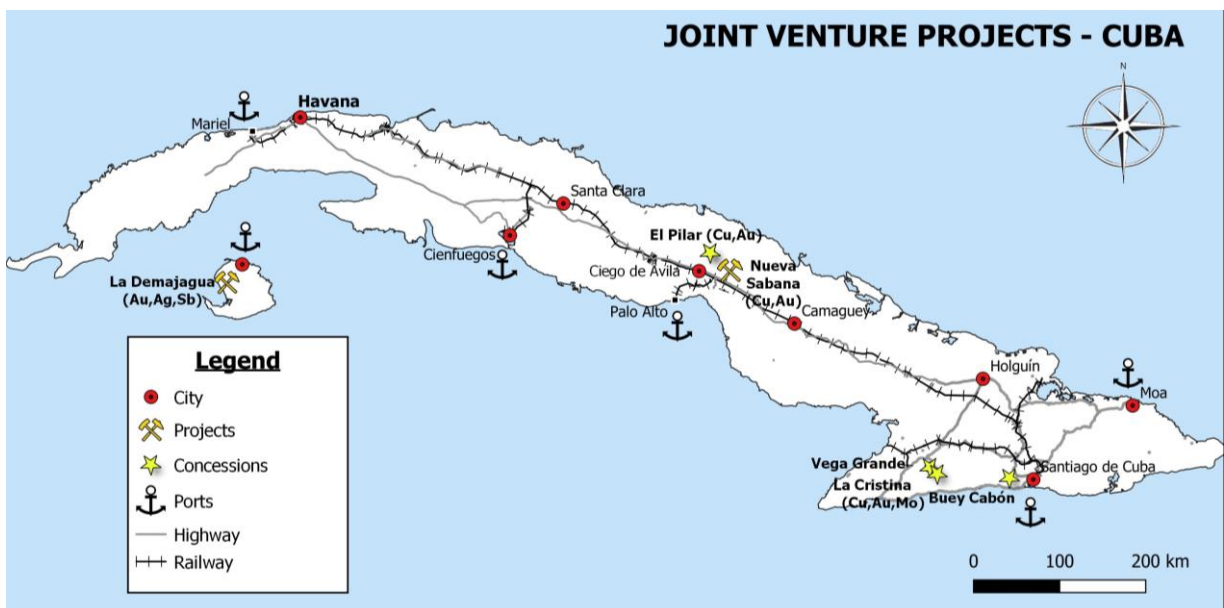 JOINT VENTURE PROJECTS - CUBA
N
Havana
Mariel
Santa Clara
El Pilar (Cu,Au)
Cienfuegos
Ciego de Ávila
Nueva
Sabana
(Cu,Au)
La Demajagua
(Au,Ag,Sb)
Palo Alto
Camaguey
Holguín
Moa
Vega Grande
La Cristina
(Cu,Au,Mo)
Buey Cabón
Santiago de Cuba
Legend
City
Projects
Concessions
Ports
Highway
Railway
0 100 200 km